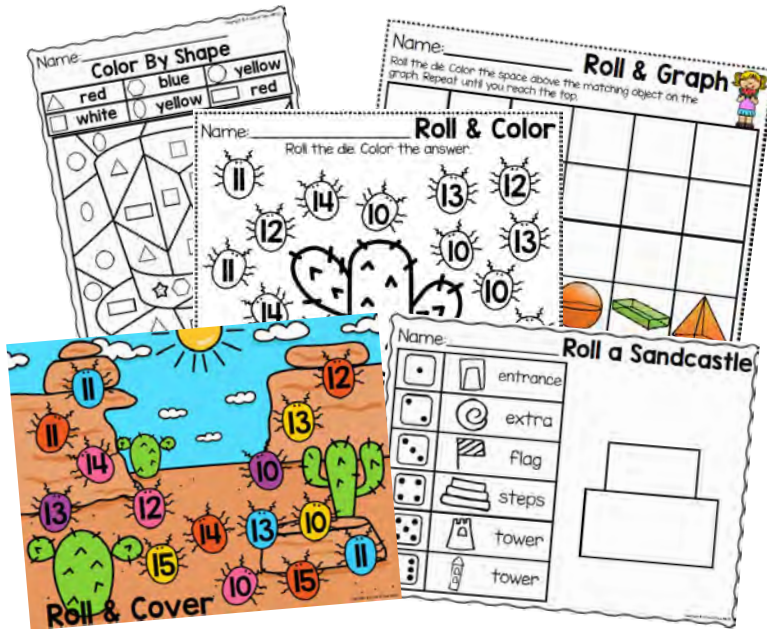 Name:
Color By Shape
red blue yellow
white yellow red
Name:
Roll & Graph
Roll the die. Color the space above the matching object on the
graph. Repeat until you reach the top.
Name:
Roll & Color
Roll the die. Color the answer.
11
14
10
13
12
12
10
13
11
14
10
Name:
Roll a Sandcastle
entrance
extra
flag
steps
tower
tower
11
12
11
13
14
10
13
12
14
13
10
15
11
10
15
Roll & Cover